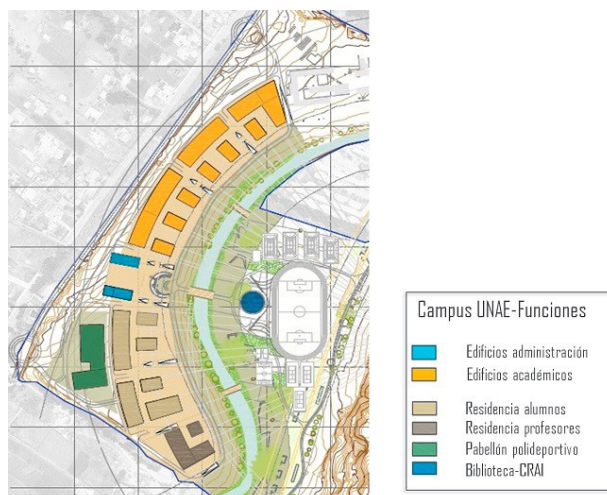 Campus UNAE-Funciones
Edificios administración
Edificios académicos
Residencia alumnos
Residencia profesores
Pabellón polideportivo
Biblioteca-CRAI